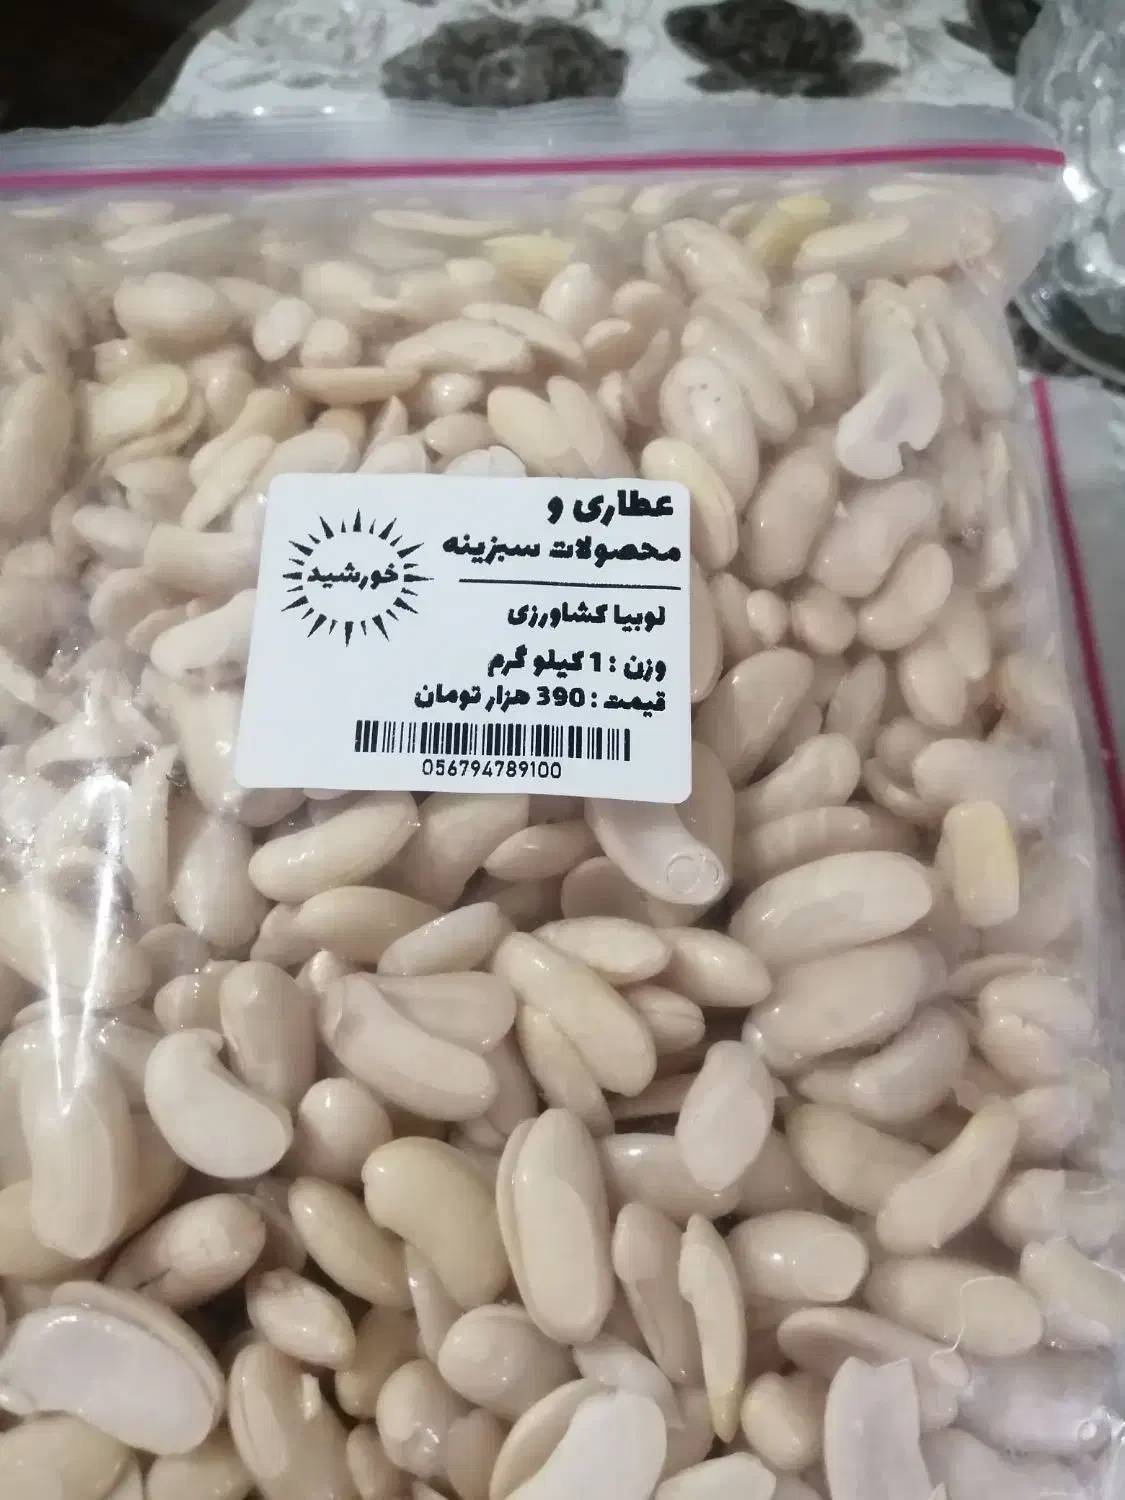 عطاری و
محصولات سبزینه
خورشید
لوبیا کشاورزی
وزن : 1 کیلو گرم
قیمت : 390 هزار تومان
056794789100